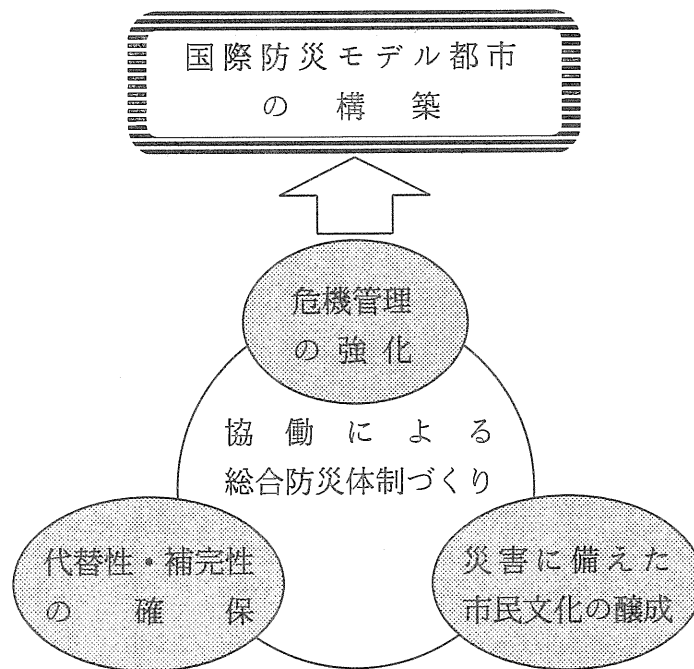 国際防災モデル都市
の構築
危機管理
の強化
協働による
総合防災体制づくり
代替性・補完性
の確保
災害に備えた
市民文化の醸成